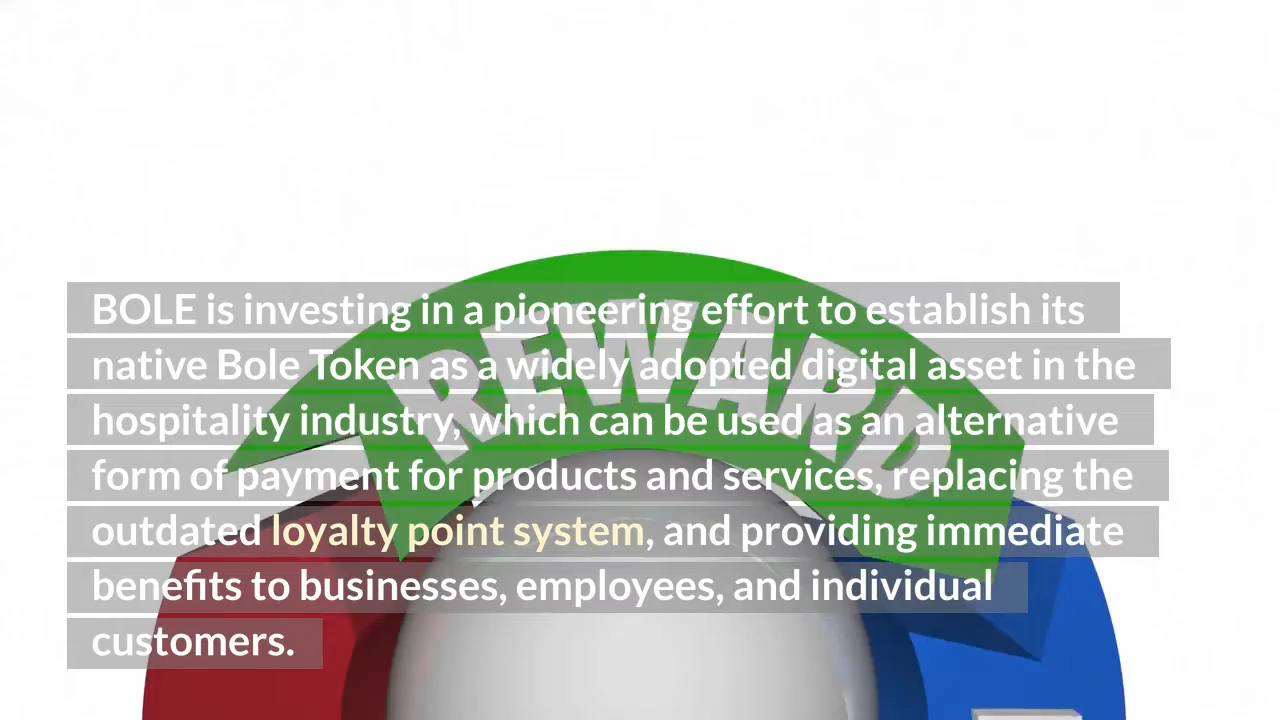 BOLE is investing in a pioneering effort to establish its
native Bole Token as a widely adopted digital asset in the
hospitality industry, which can be used as an alternative
form of payment for products and services, replacing the
outdated loyalty point system, and providing immediate
benefits to businesses, employees, and individual
customers.
REWARD